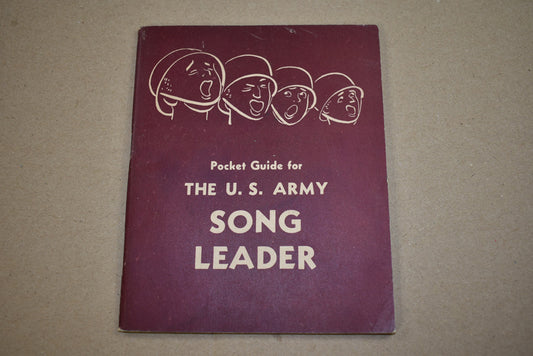 Pocket Guide for
THE U. S. ARMY
SONG
LEADER